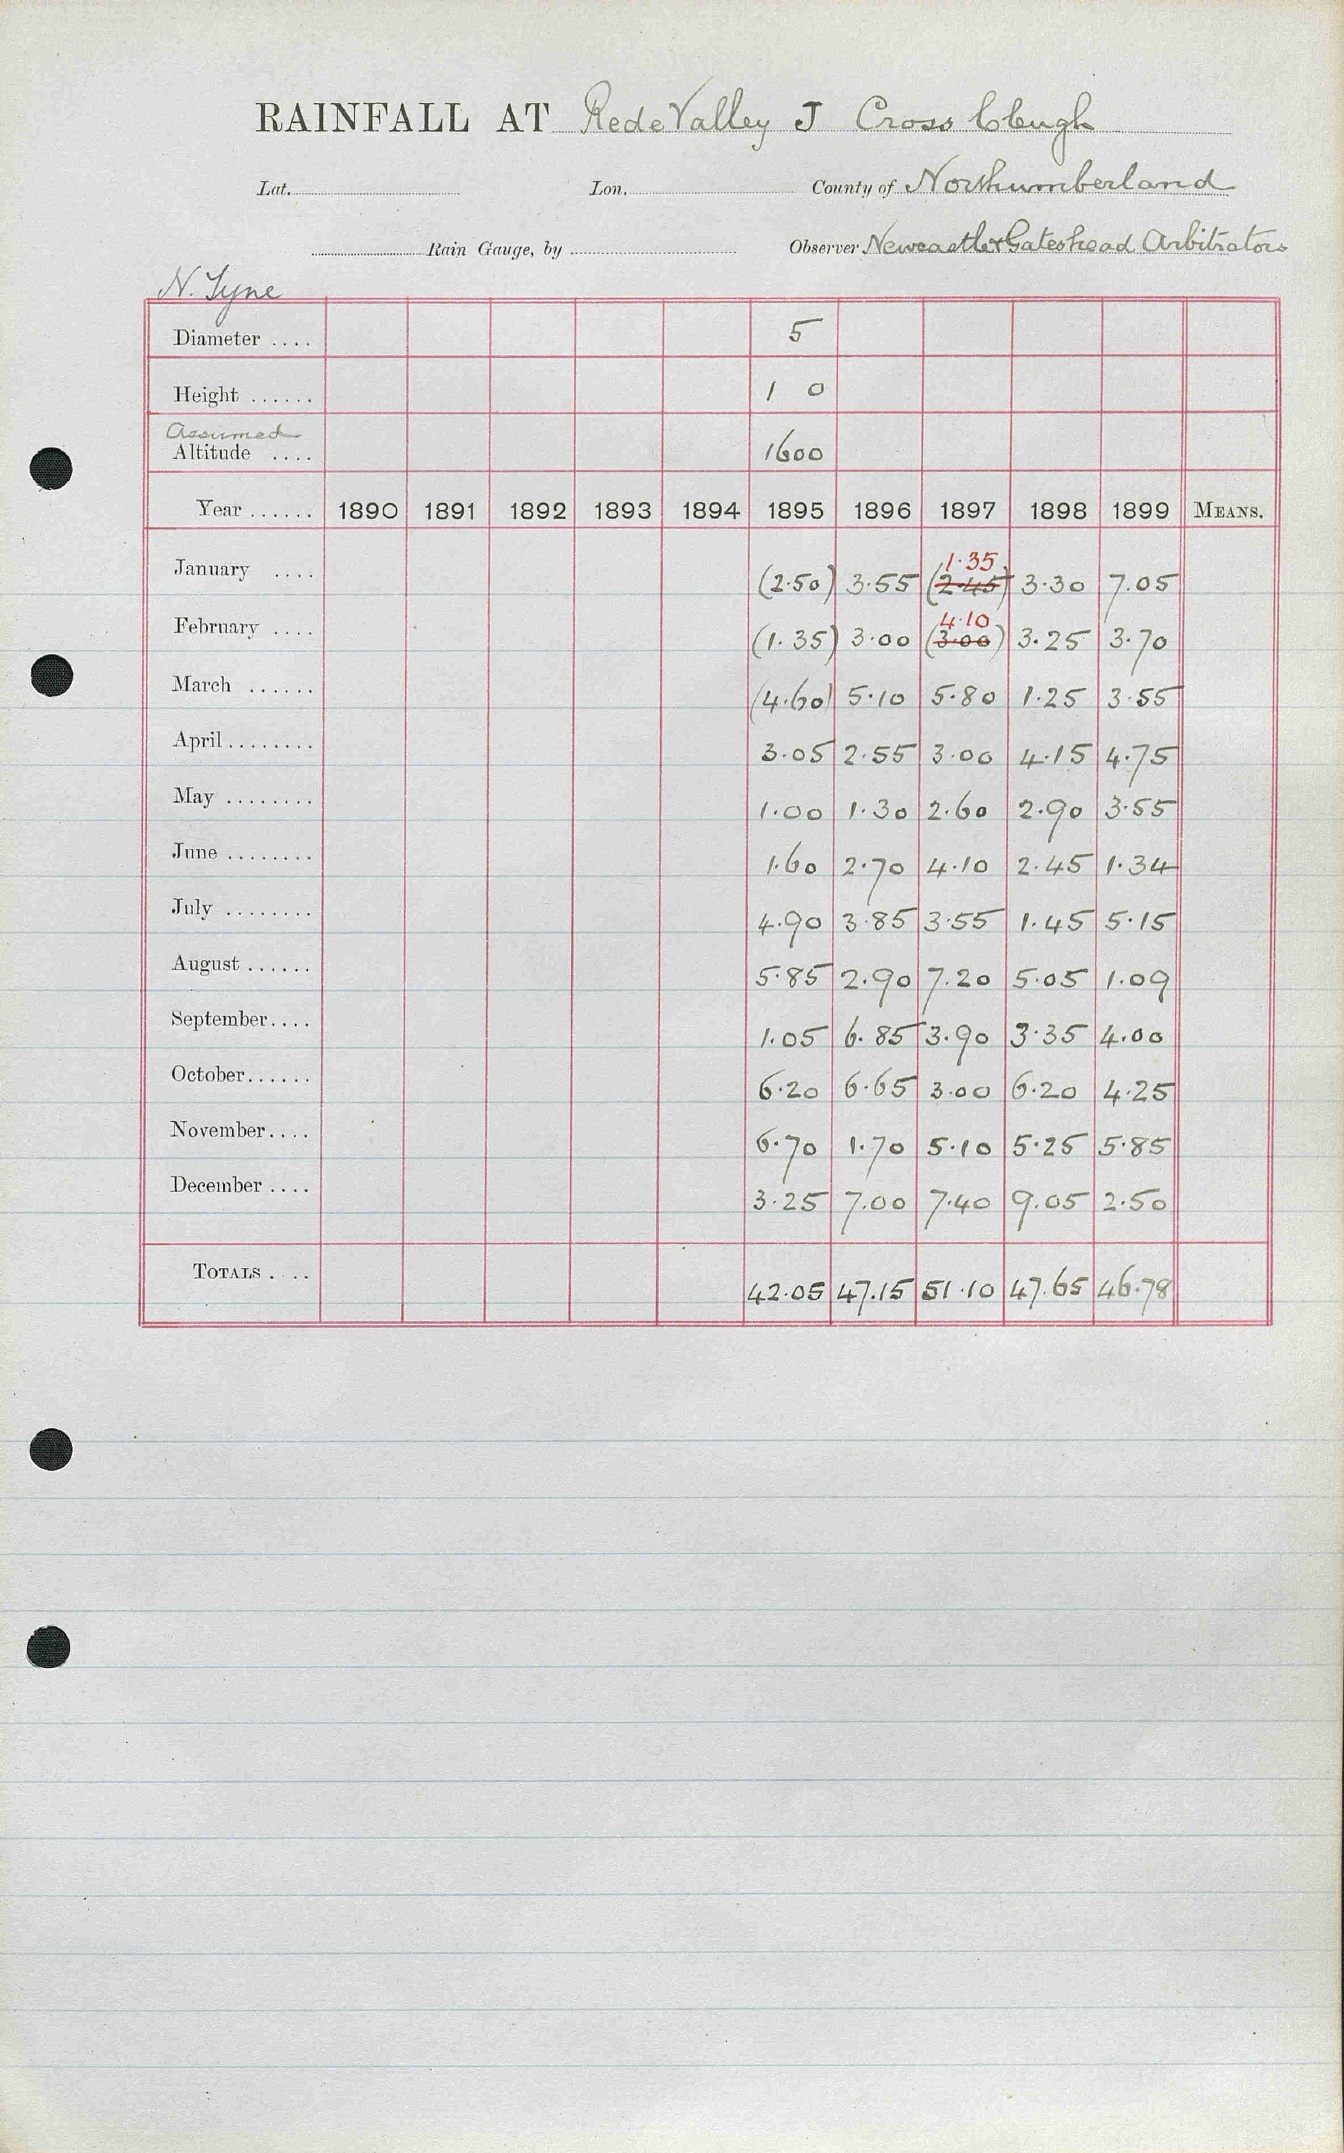 RAINFALL AT Rede Valley J Cross Cleugh
Lat. Lon. County of Northumberland
Rain Gauge, by Observer Newcastle & Gateshead Arbitrators
N. Tyne
Diameter .... 5
Height ...... 1 0
Assumed
Altitude .... 1600
Year ...... 1890 1891 1892 1893 1894 1895 1896 1897 1898 1899 MEANS.
1.35
January .... (2.50) 3.55 (2.45) 3.30 7.05
4.10
February .... (1.35) 3.00 (3.00) 3.25 3.70
March ...... (4.60) 5.10 5.80 1.25 3.55
April........ 3.05 2.55 3.00 4.15 4.75
May ........ 1.00 1.30 2.60 2.90 3.55
June ........ 1.60 2.70 4.10 2.45 1.34
July ........ 4.90 3.85 3.55 1.45 5.15
August ...... 5.85 2.90 7.20 5.05 1.09
September.... 1.05 6.85 3.90 3.35 4.00
October...... 6.20 6.65 3.00 6.20 4.25
November.... 6.70 1.70 5.10 5.25 5.85
December .... 3.25 7.00 7.40 9.05 2.50
TOTALS .... 42.05 47.15 51.10 47.65 46.78